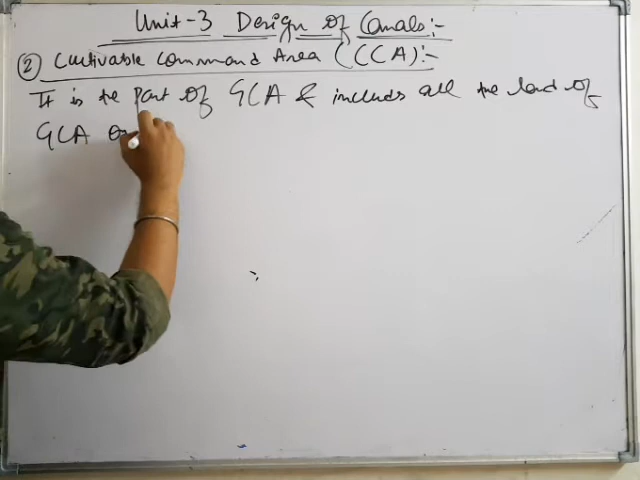 Unit-3 Design of Canals:-
② Cultivable Command Area (CCA):-
It is the part of GCA & includes all the land of
GCA on